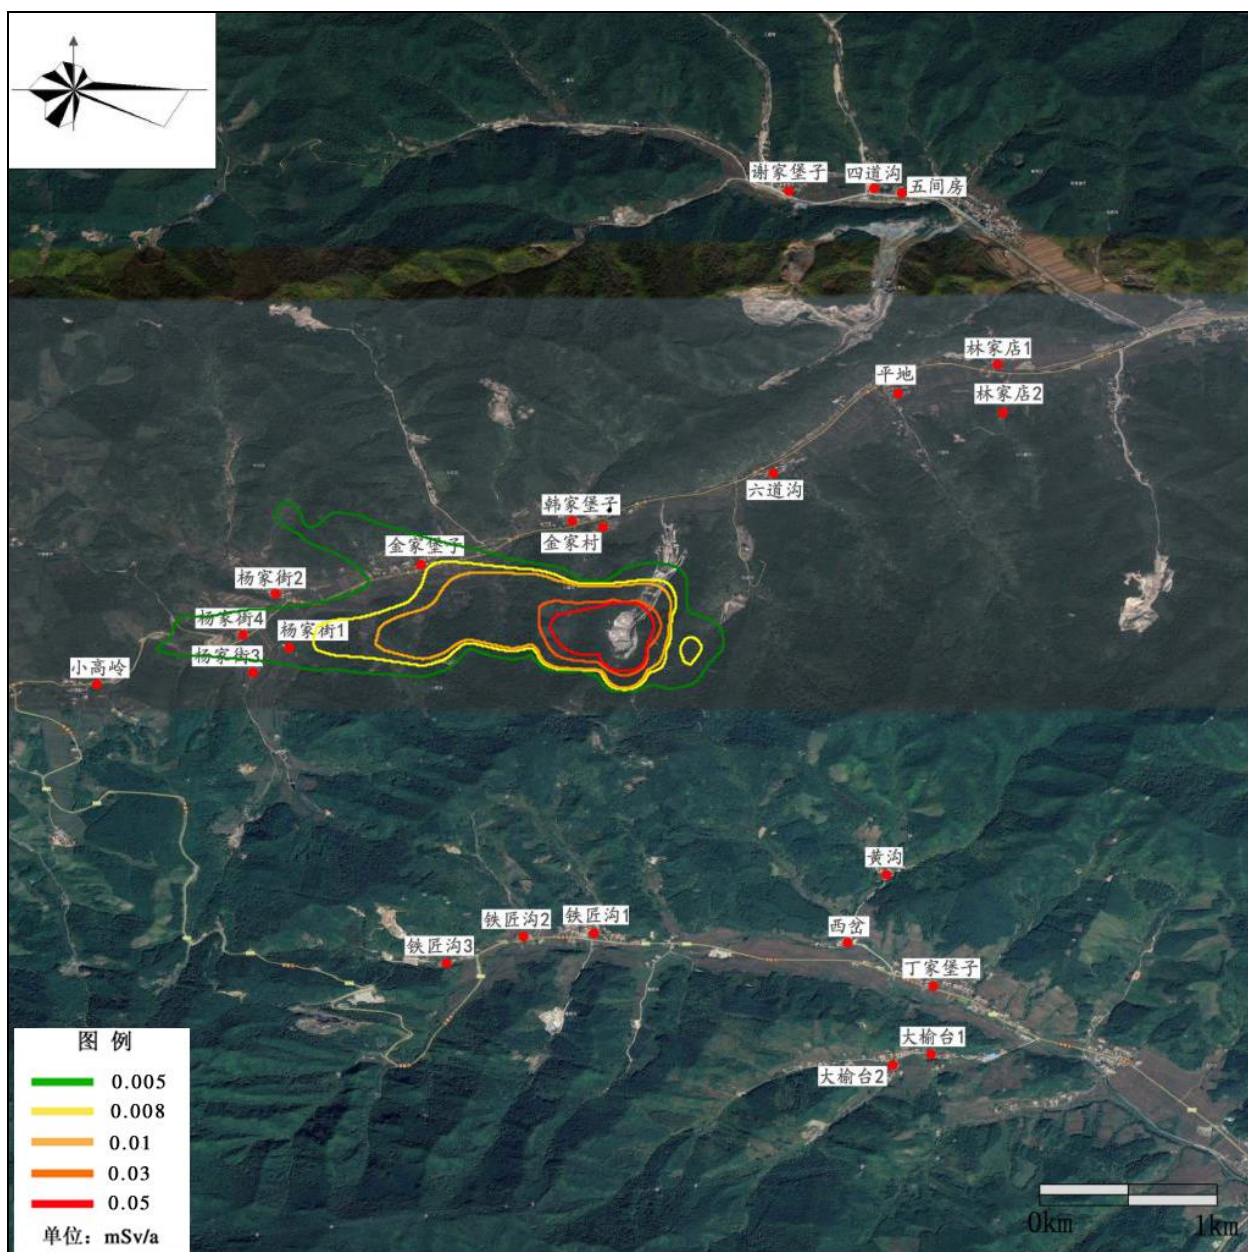 谢家堡子
四道沟
五间房
林家店1
平地
林家店2
六道沟
韩家堡子
金家村
金家堡子
杨家街2
杨家街4
杨家街1
杨家街3
小高岭
黄沟
铁匠沟1
铁匠沟2
西岔
铁匠沟3
丁家堡子
大榆台1
大榆台2
图 例
0.005
0.008
0.01
0.03
0.05
单位：mSv/a
0km 1km